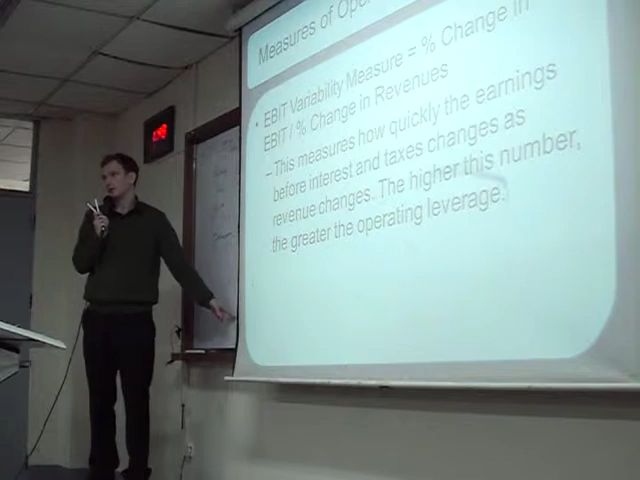 Measures of Oper
• EBIT Variability Measure = % Change in
EBIT / % Change in Revenues
– This measures how quickly the earnings
before interest and taxes changes as
revenue changes. The higher this number,
the greater the operating leverage.